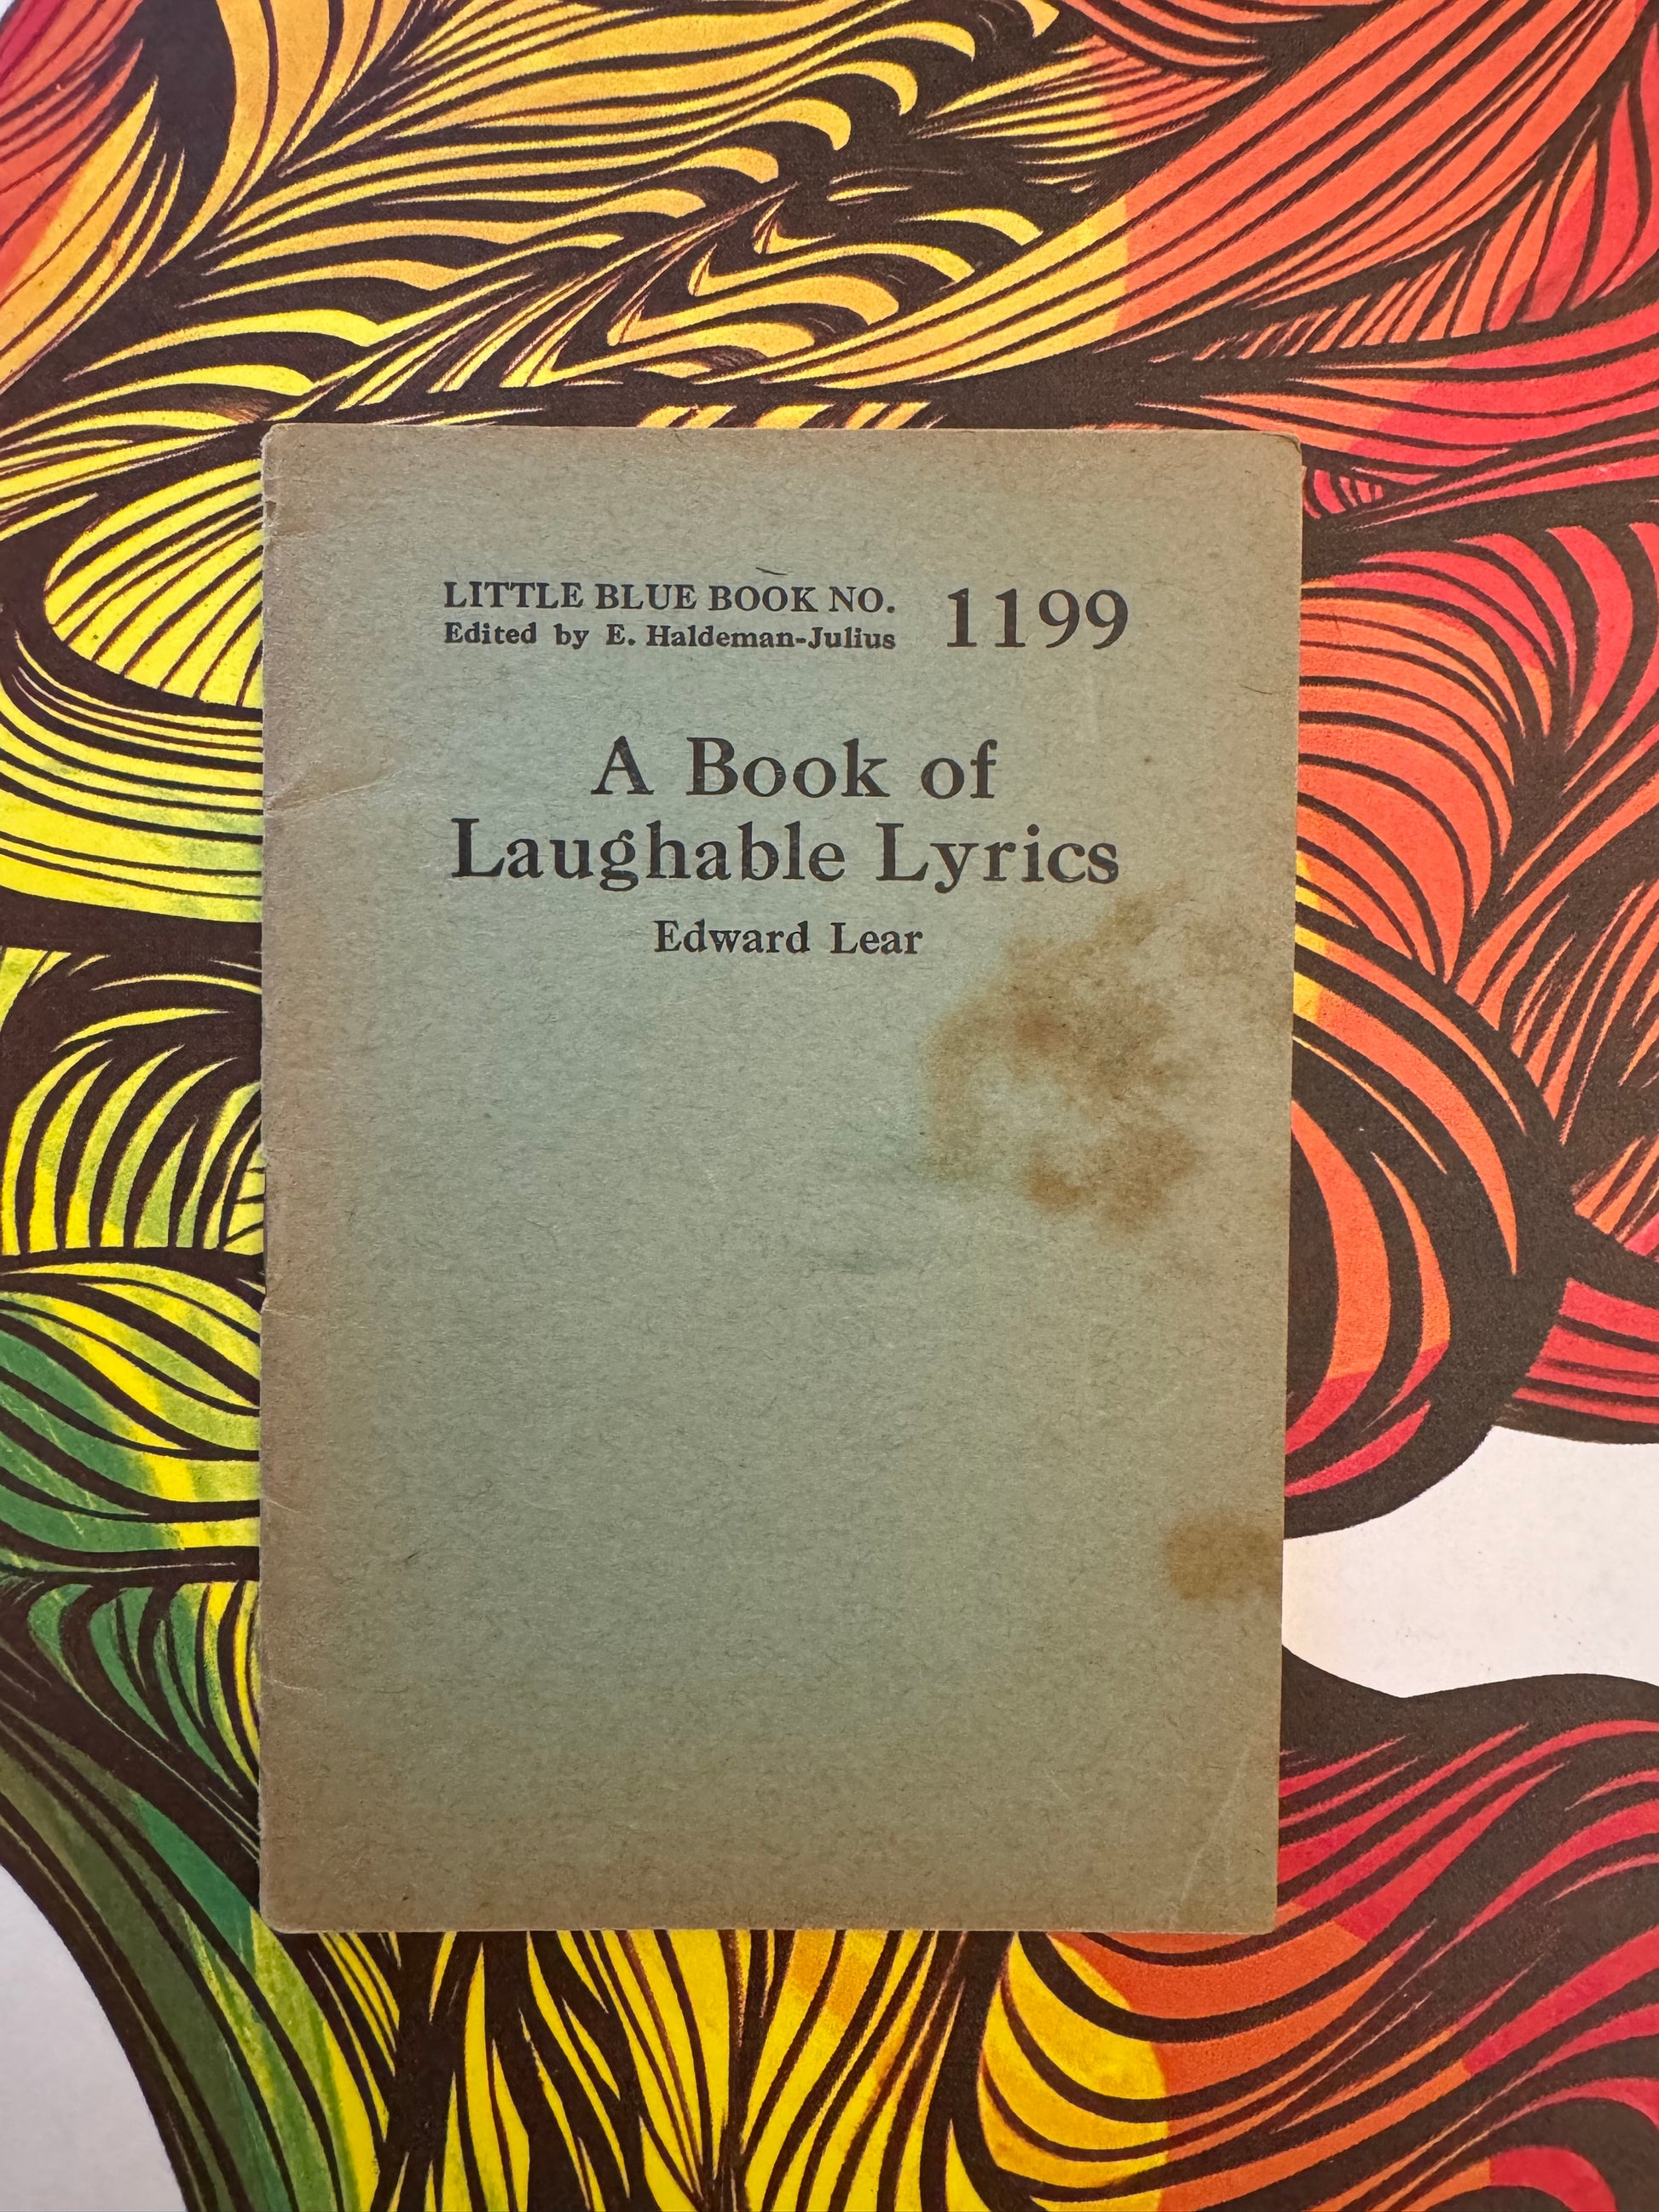 LITTLE BLUE BOOK NO. 1199
Edited by E. Haldeman-Julius
A Book of
Laughable Lyrics
Edward Lear